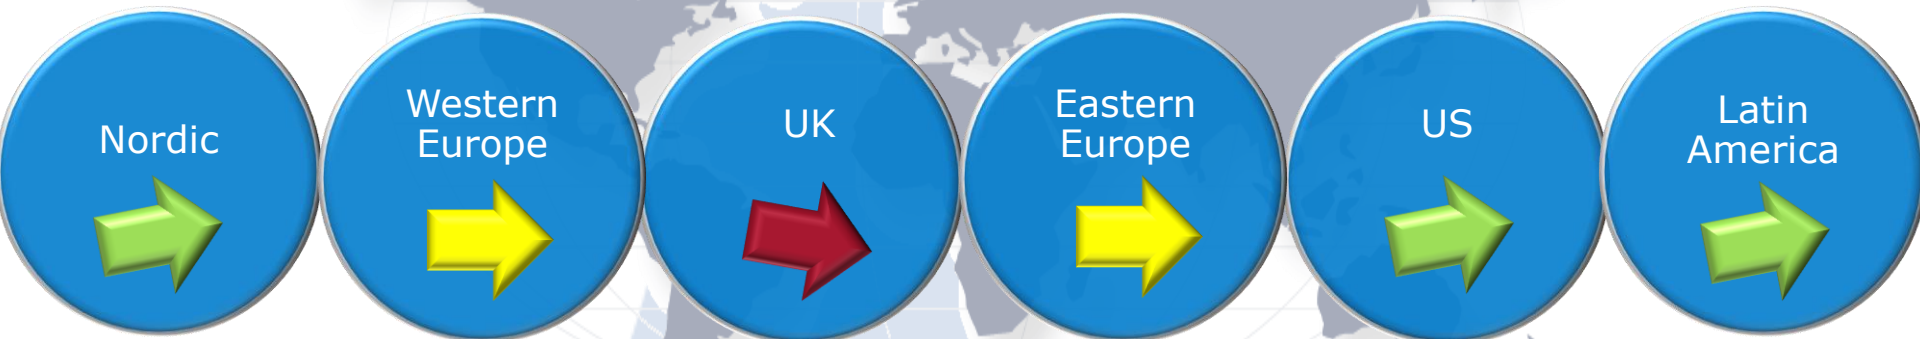 Nordic
Western
Europe
UK
Eastern
Europe
US
Latin
America